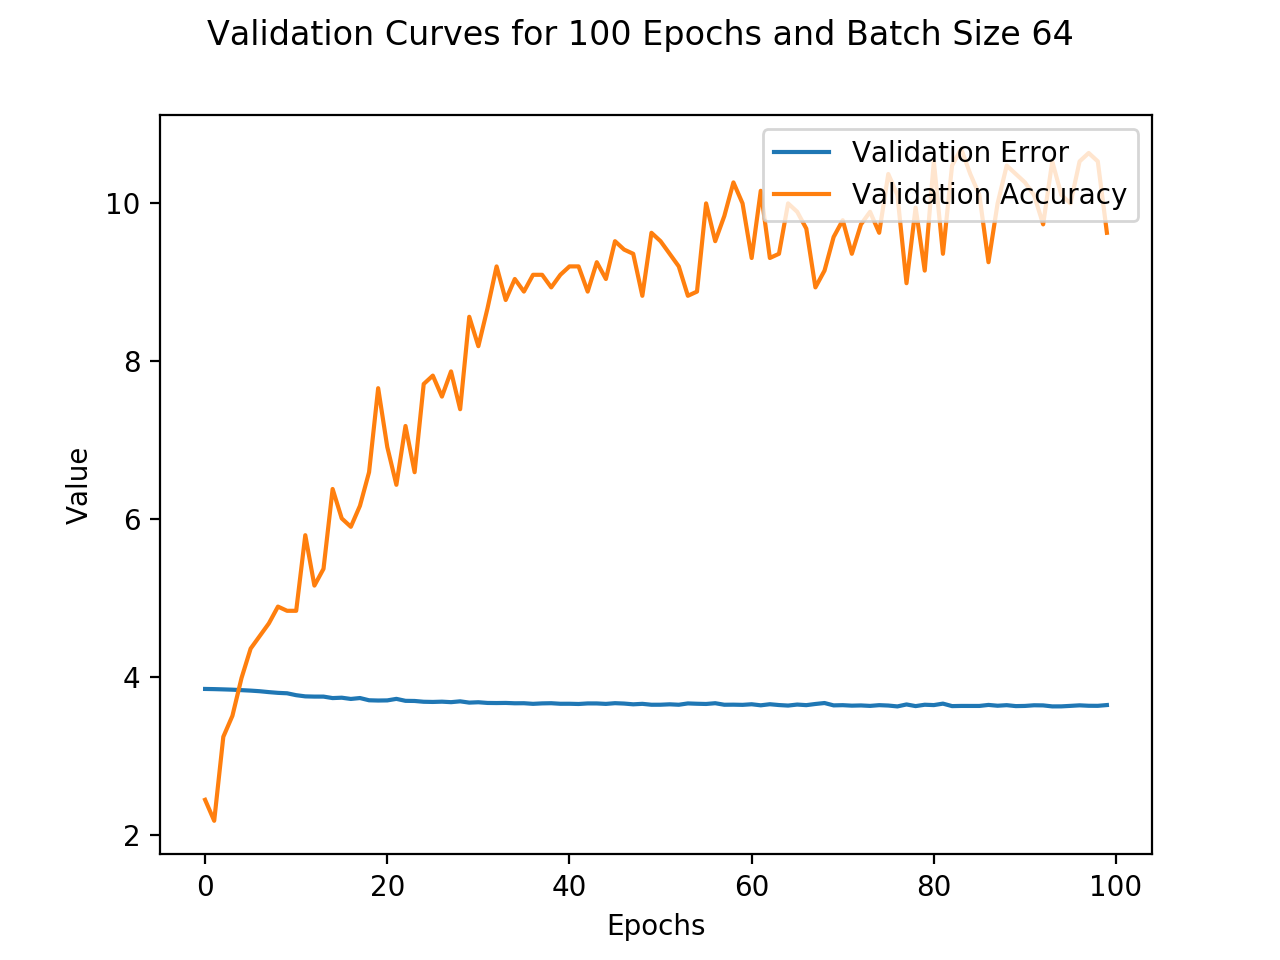 Validation Curves for 100 Epochs and Batch Size 64
Validation Error
Validation Accuracy
10
8
6
4
2
Value
0 20 40 60 80 100
Epochs